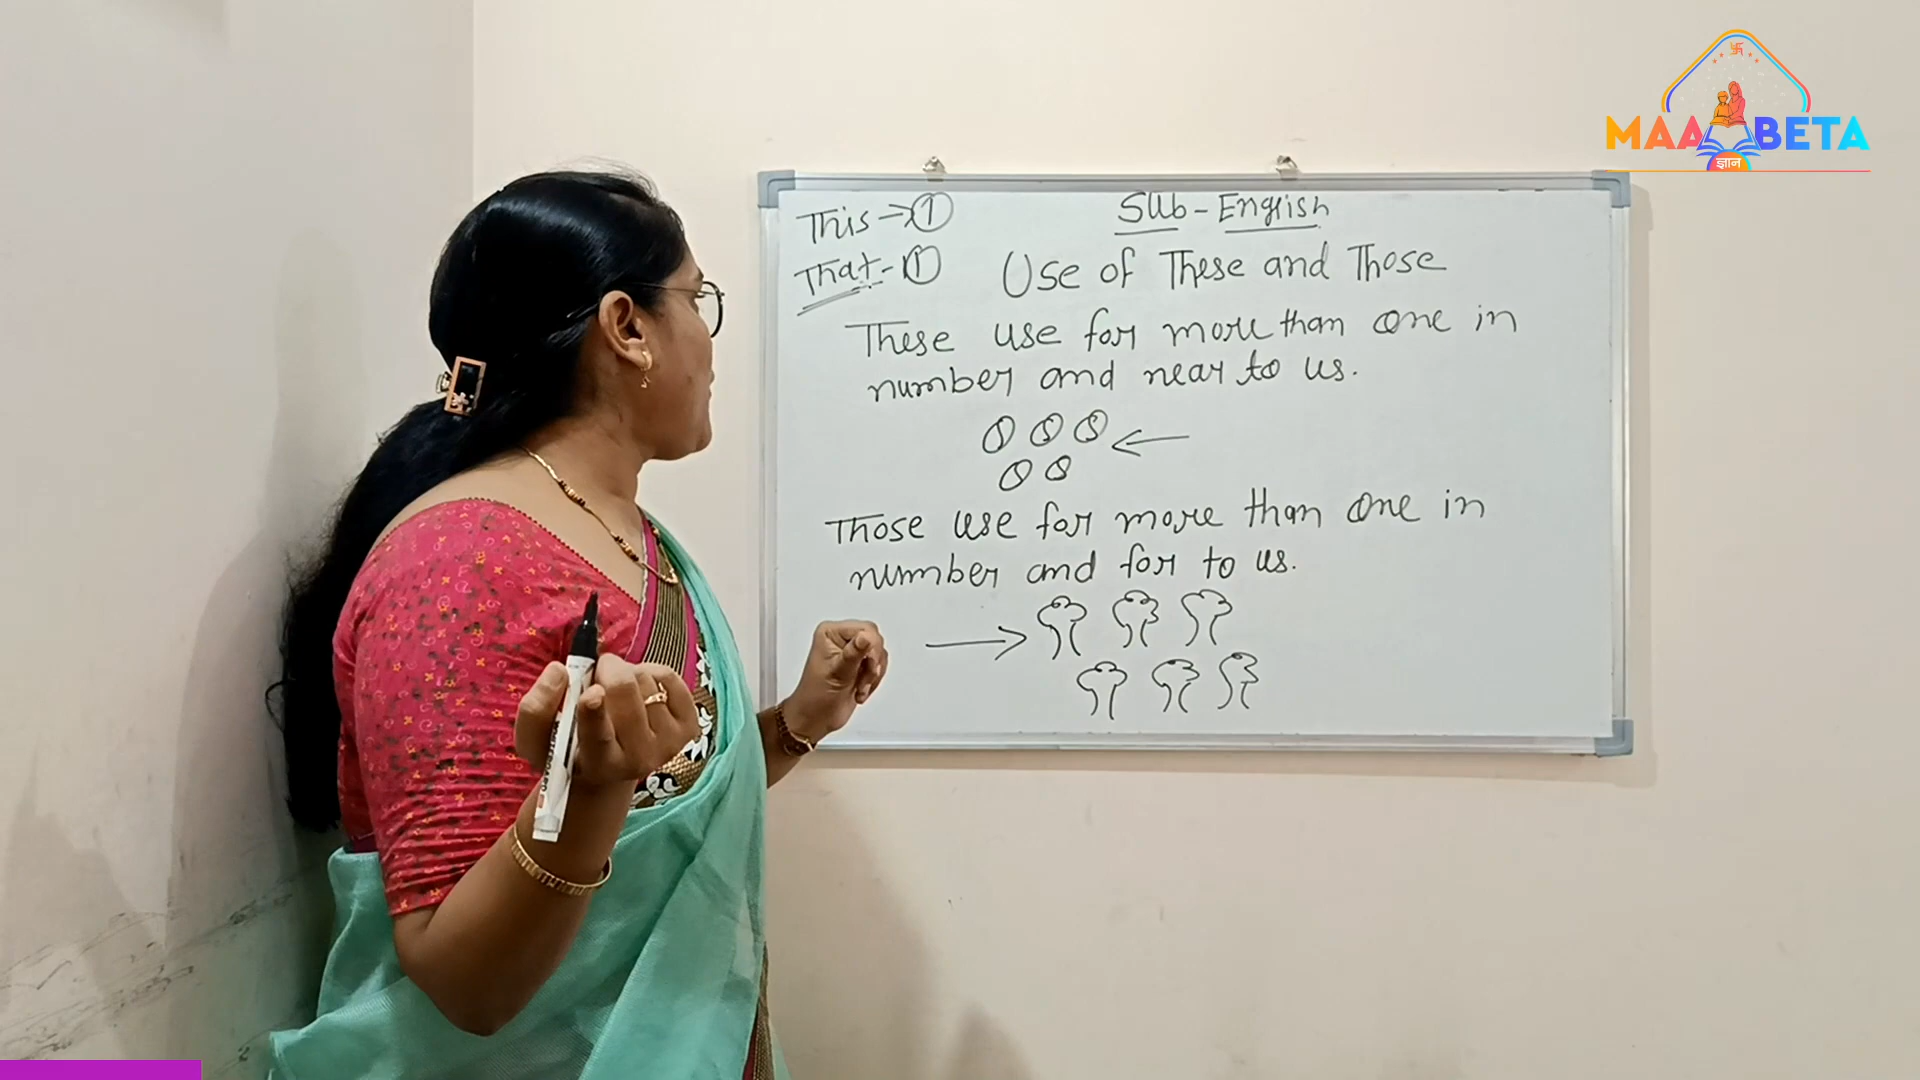 MAA BETA
ज्ञान
This → 1
That - 1
Sub - English
Use of These and Those
These use for more than one in
number and near to us.
Those use for more than one in
number and for to us.